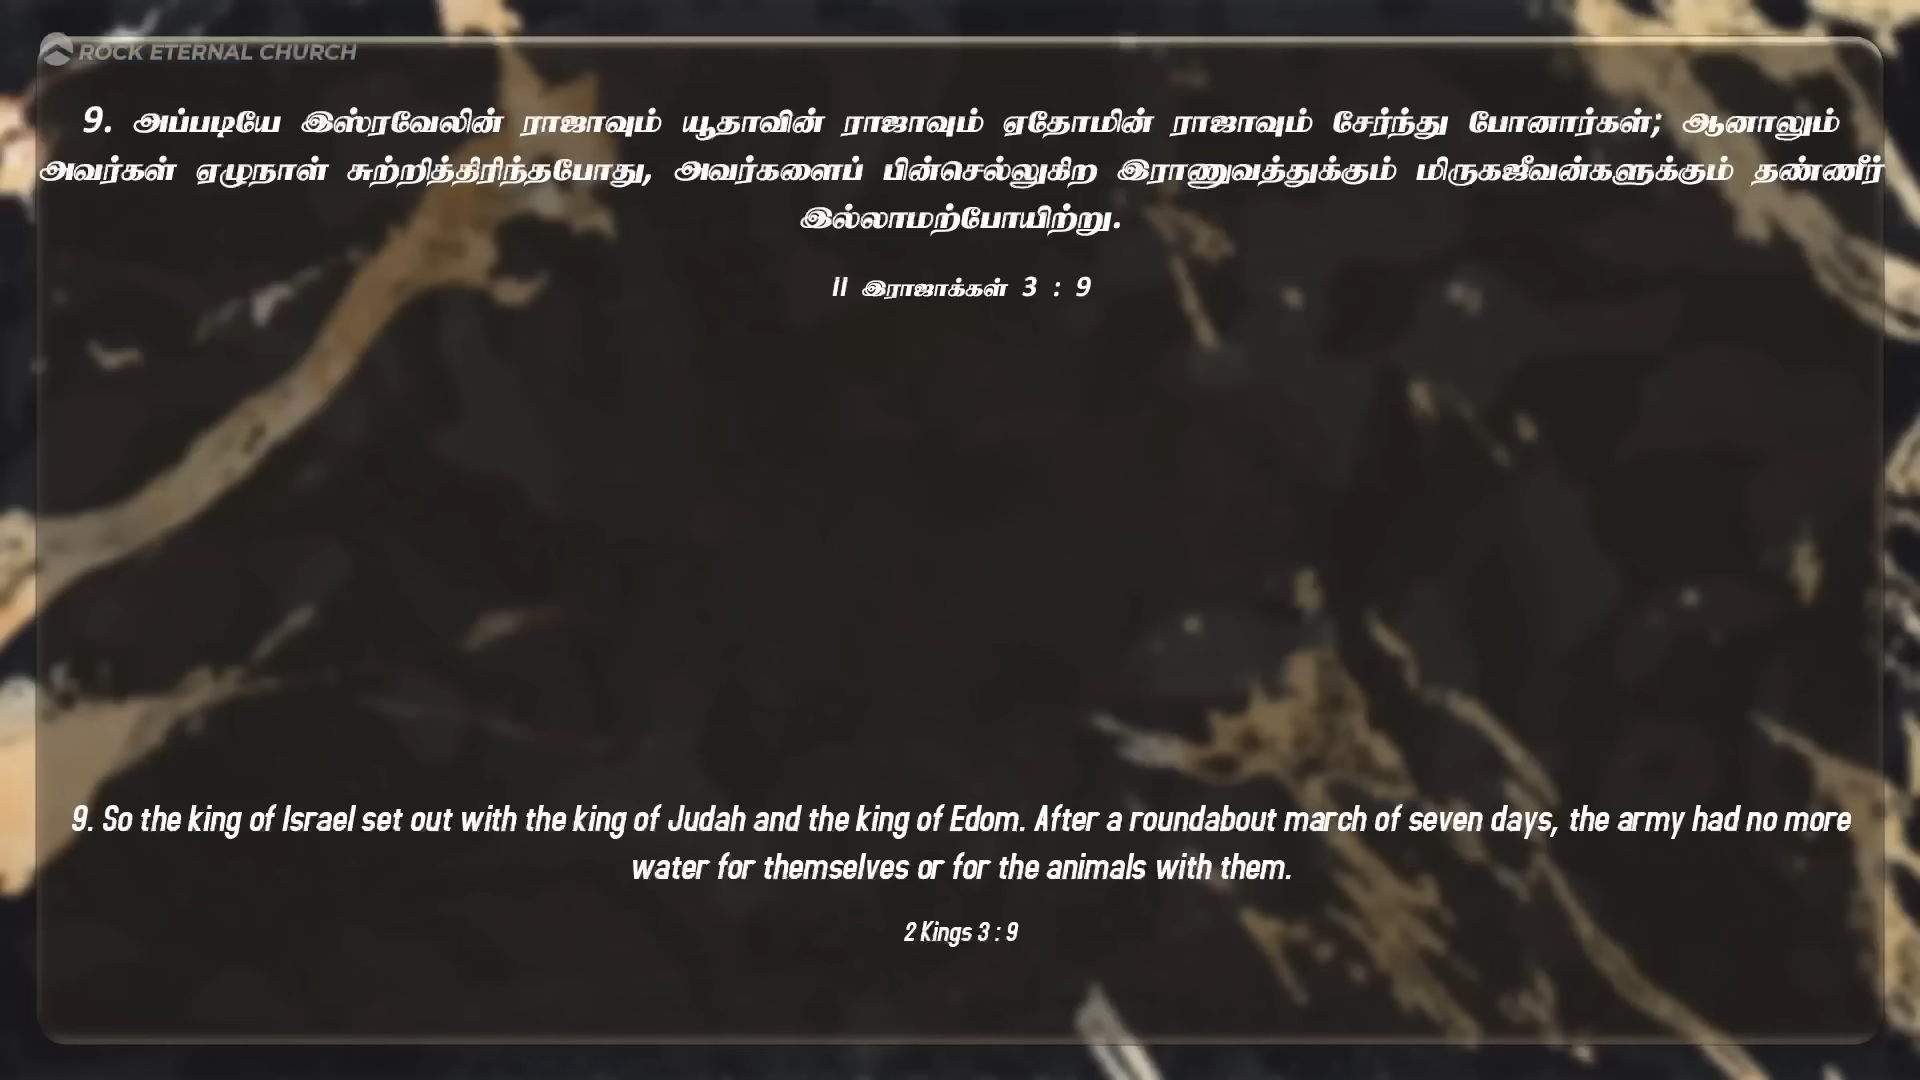 ROCK ETERNAL CHURCH
9. அப்படியே இஸ்ரவேலின் ராஜாவும் யூதாவின் ராஜாவும் ஏதோமின் ராஜாவும் சேர்ந்து போனார்கள்; ஆனாலும்
அவர்கள் ஏழுநாள் சுற்றித்திரிந்தபோது, அவர்களைப் பின்செல்லுகிற இராணுவத்துக்கும் மிருகஜீவன்களுக்கும் தண்ணீர்
இல்லாமற்போயிற்று.
II இராஜாக்கள் 3 : 9
9. So the king of Israel set out with the king of Judah and the king of Edom. After a roundabout march of seven days, the army had no more
water for themselves or for the animals with them.
2 Kings 3 : 9